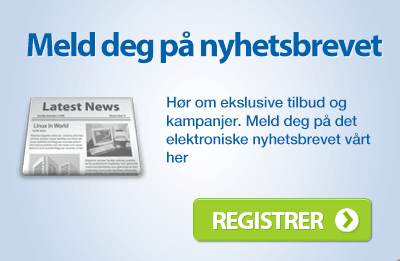 Meld deg på nyhetsbrevet
Latest News
Linux in World
Hør om ekslusive tilbud og
kampanjer. Meld deg på det
elektroniske nyhetsbrevet vårt
her
REGISTRER